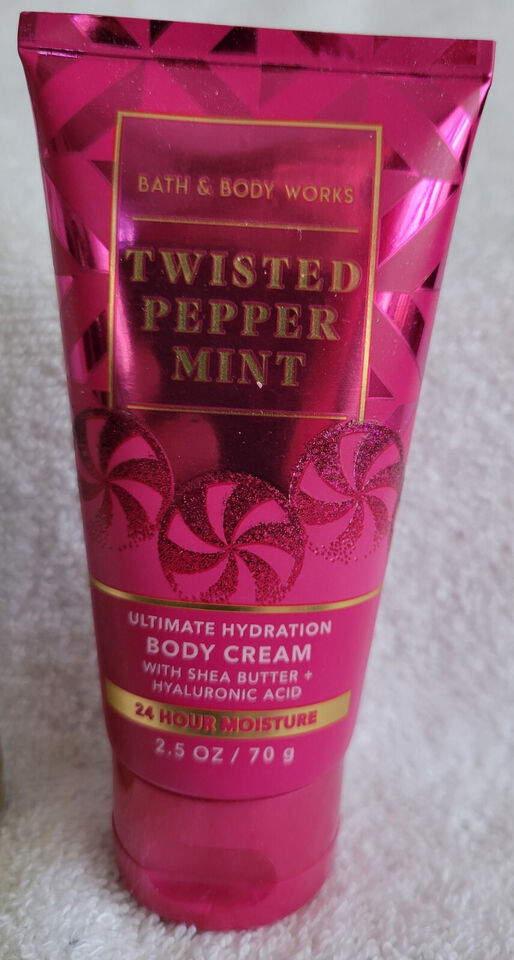 BATH & BODY WORKS
TWISTED
PEPPER
MINT
ULTIMATE HYDRATION
BODY CREAM
WITH SHEA BUTTER +
HYALURONIC ACID
24 HOUR MOISTURE
2.5 OZ / 70 g